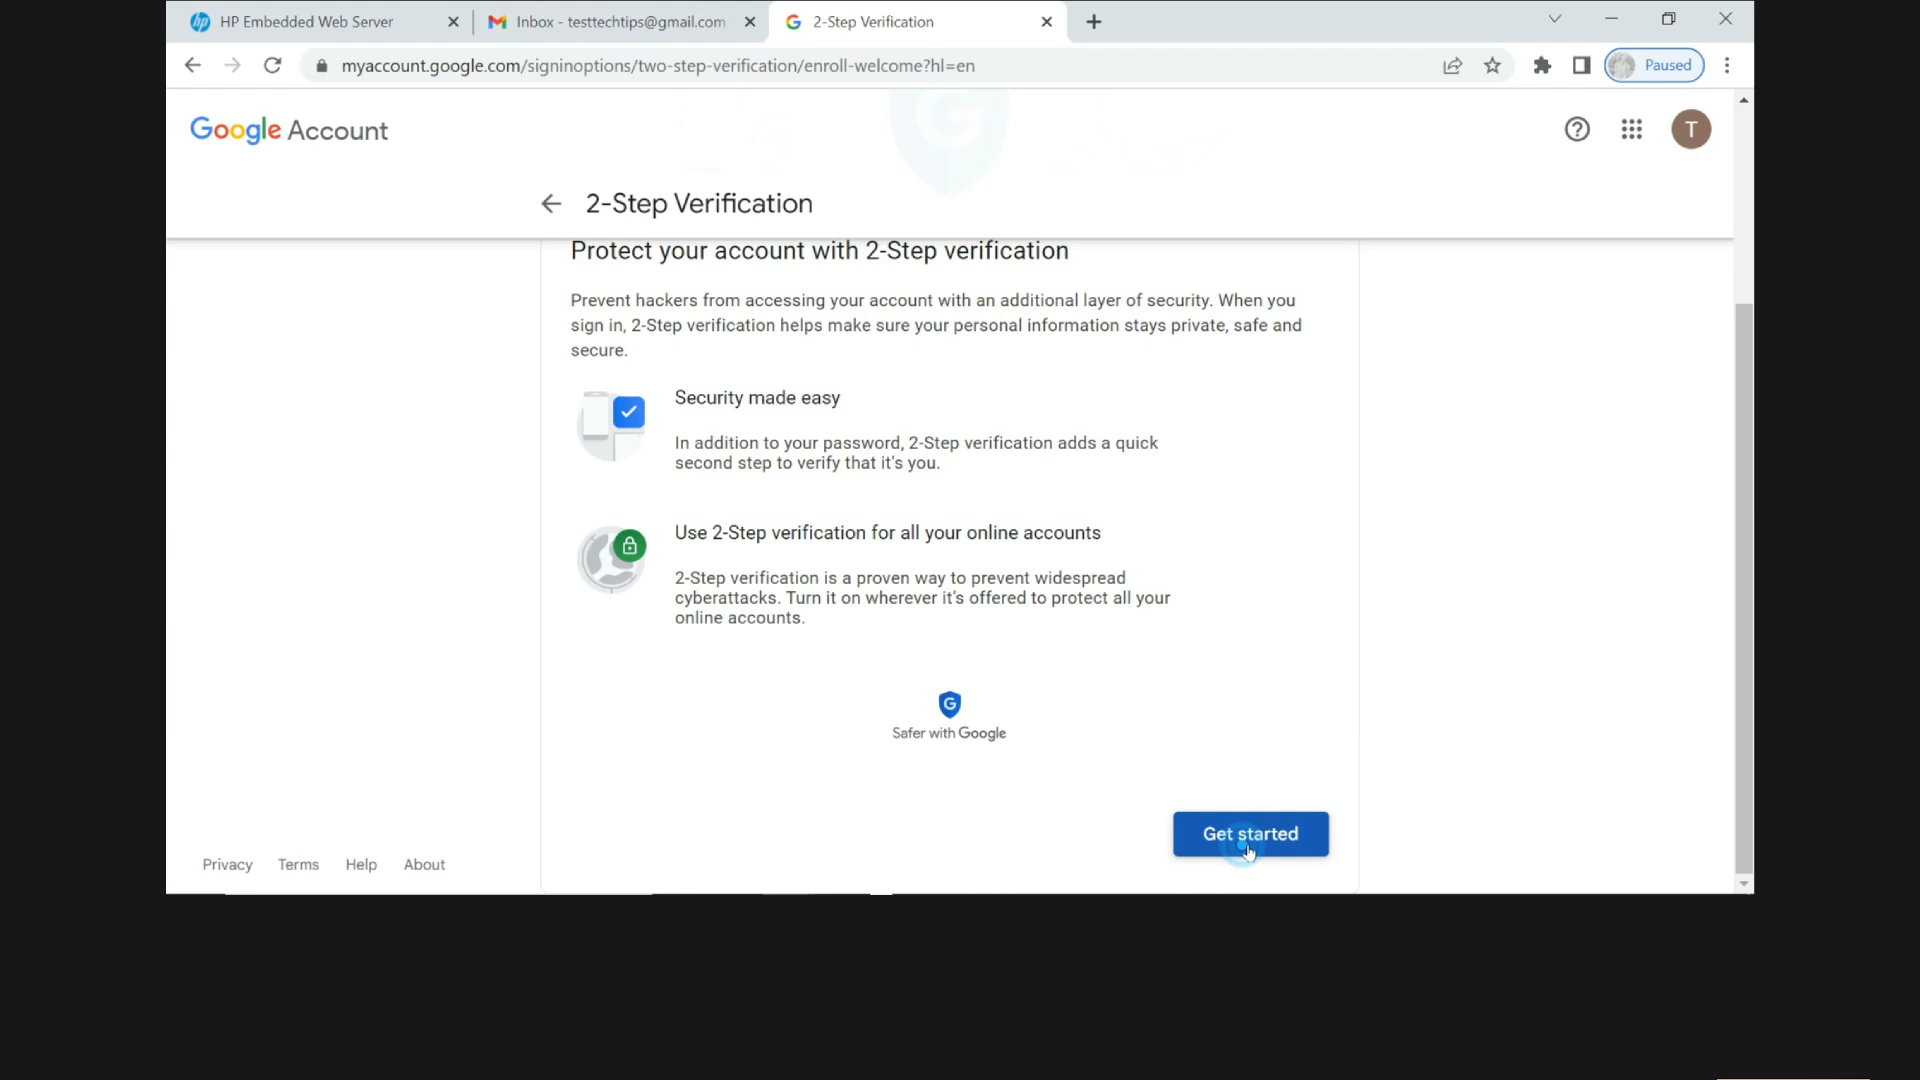 HP Embedded Web Server
Inbox - testtechtips@gmail.com
2-Step Verification
myaccount.google.com/signinoptions/two-step-verification/enroll-welcome?hl=en
Paused
Google Account
T
2-Step Verification
Protect your account with 2-Step verification
Prevent hackers from accessing your account with an additional layer of security. When you
sign in, 2-Step verification helps make sure your personal information stays private, safe and
secure.
Security made easy
In addition to your password, 2-Step verification adds a quick
second step to verify that it's you.
Use 2-Step verification for all your online accounts
2-Step verification is a proven way to prevent widespread
cyberattacks. Turn it on wherever it's offered to protect all your
online accounts.
G
Safer with Google
Get started
Privacy Terms Help About